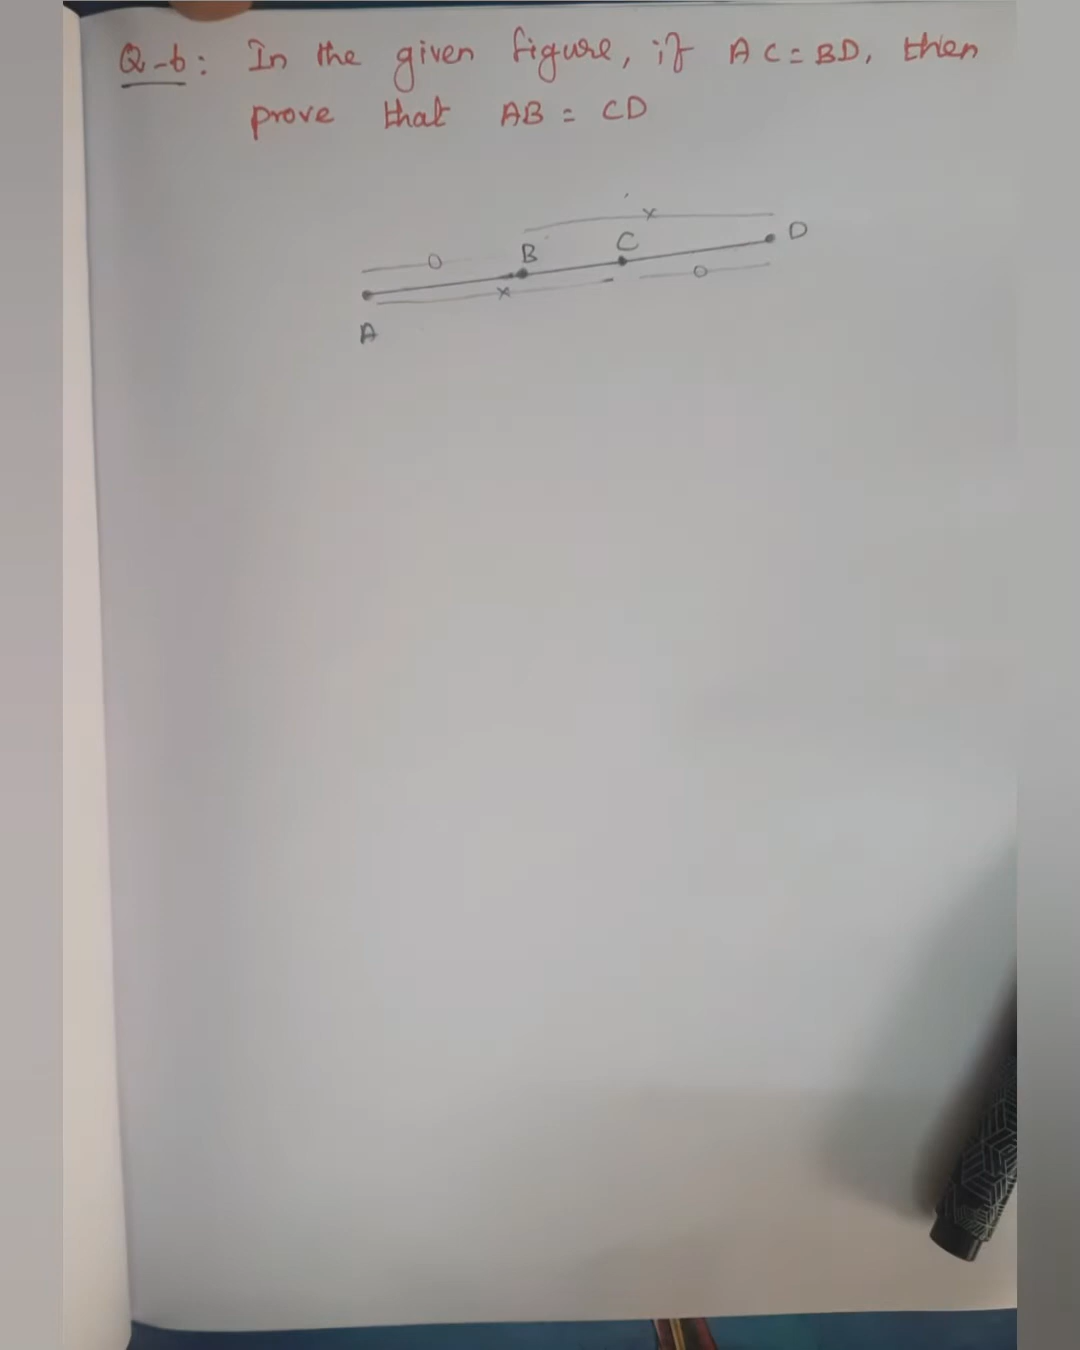 Q-6: In the given figure, if AC = BD, then
prove that AB = CD
x
O B C D
x O
A